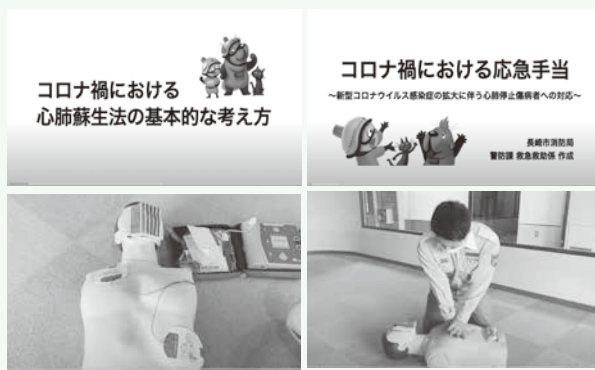 コロナ禍における
心肺蘇生法の基本的な考え方
コロナ禍における応急手当
～新型コロナウイルス感染症の拡大に伴う心肺停止傷病者への対応～
長崎市消防局
警防課 救急救助係 作成